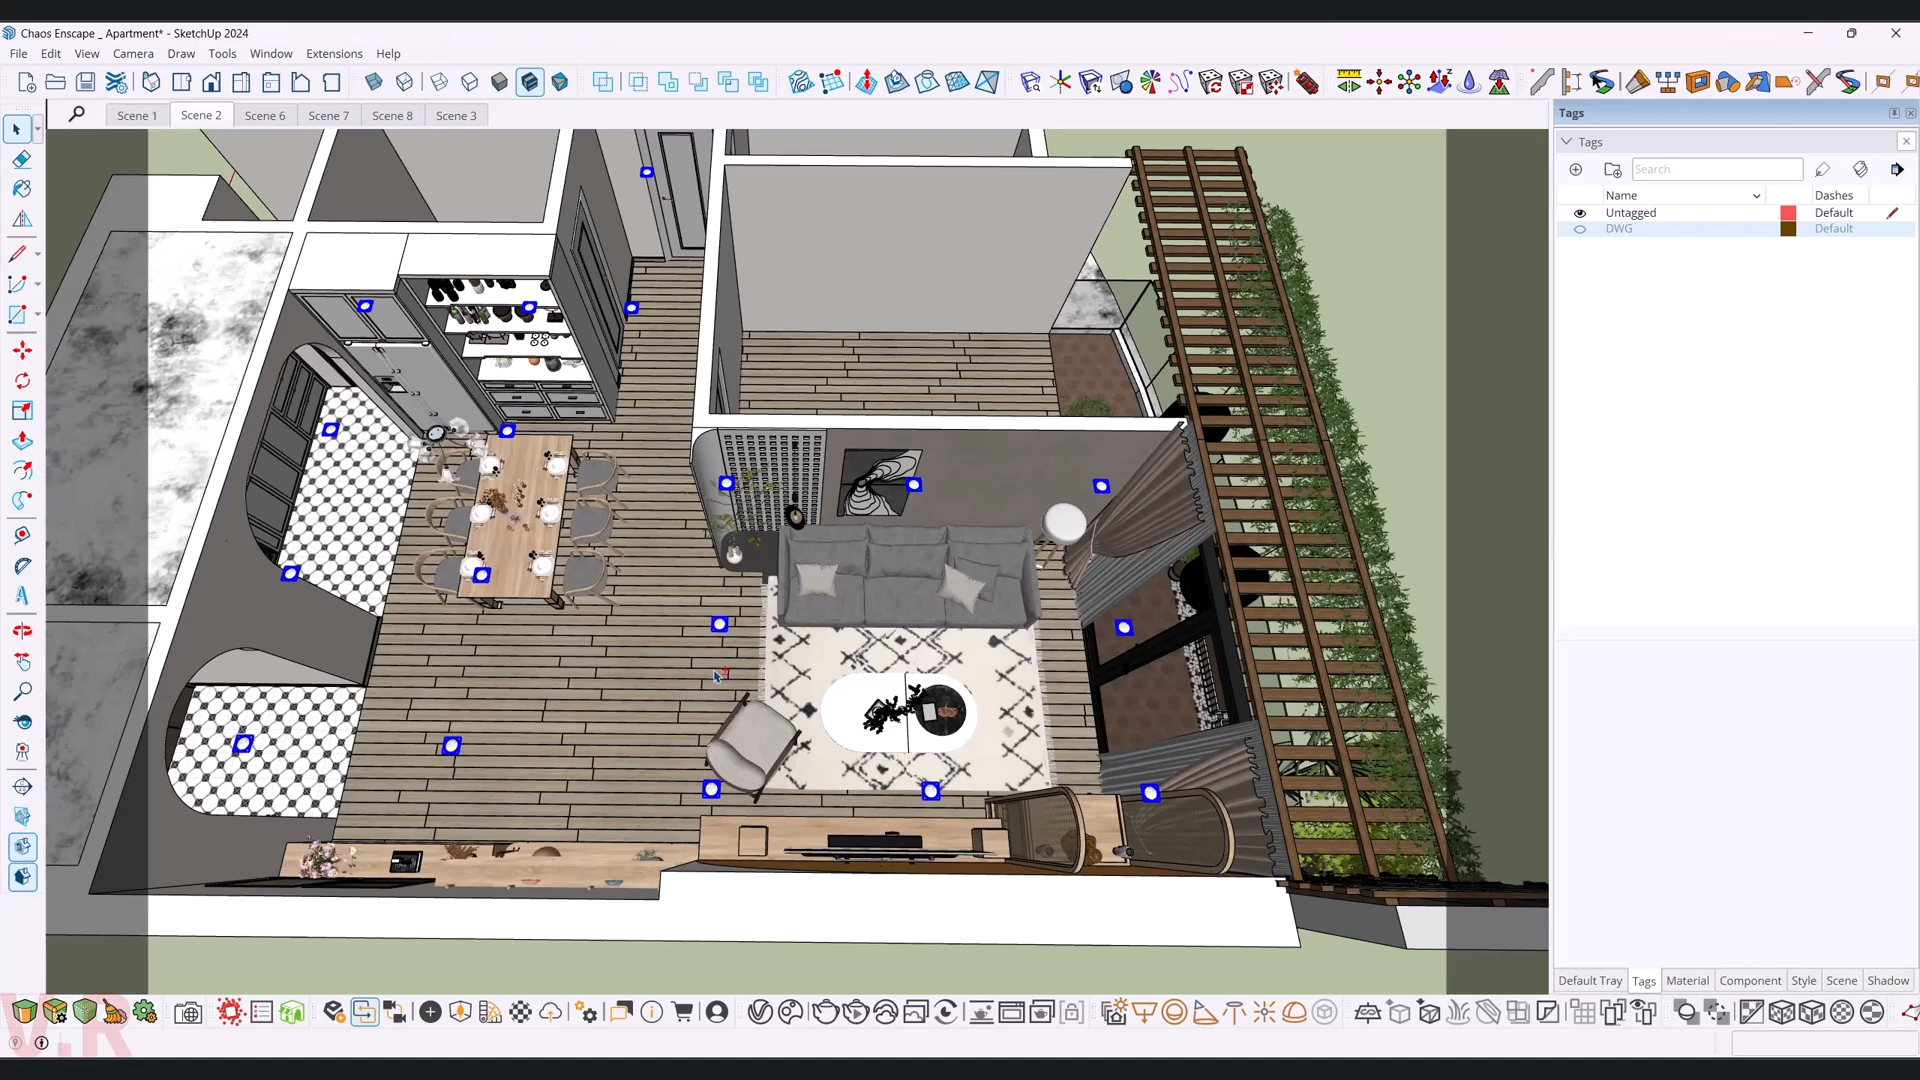 Chaos Enscape _ Apartment* - SketchUp 2024
File Edit View Camera Draw Tools Window Extensions Help
Scene 1 Scene 2 Scene 6 Scene 7 Scene 8 Scene 3
Tags
Tags
Search
Name Dashes
Untagged Default
DWG Default
Default Tray Tags Material Component Style Scene Shadow
V.R